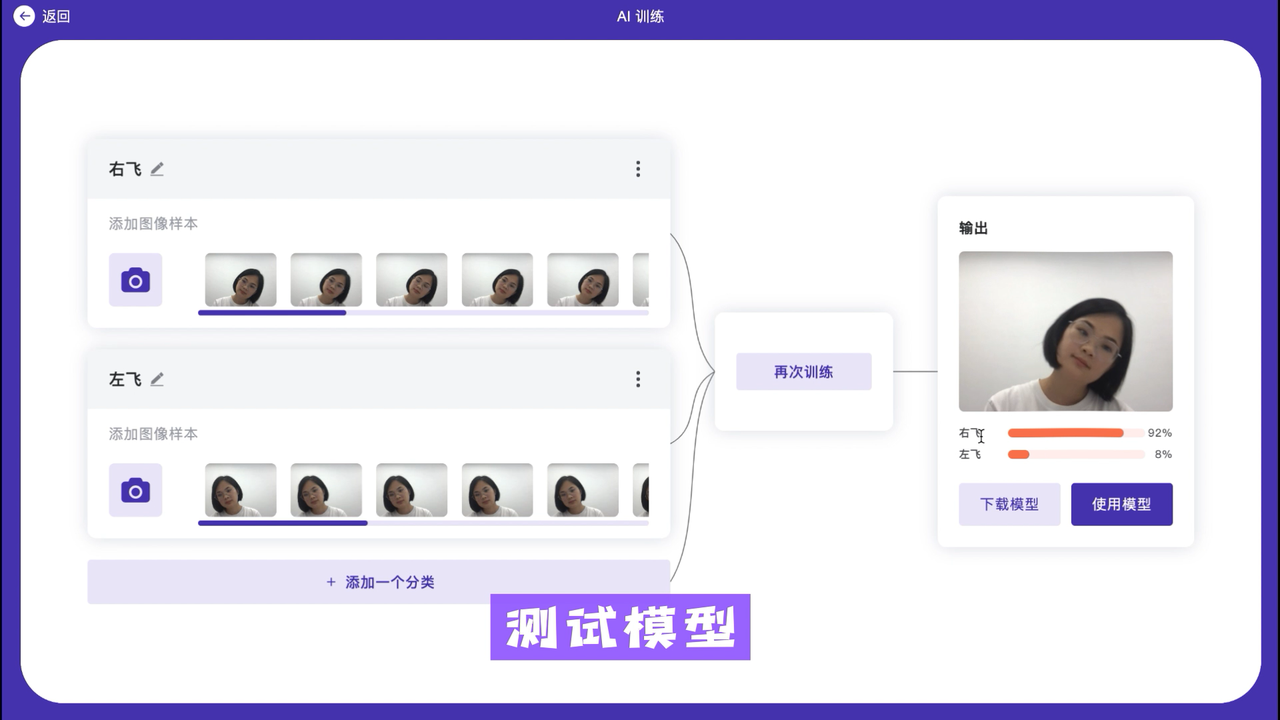 返回
AI 训练
右飞
添加图像样本
左飞
添加图像样本
+ 添加一个分类
再次训练
输出
右飞 92%
左飞 8%
下载模型 使用模型
测试模型